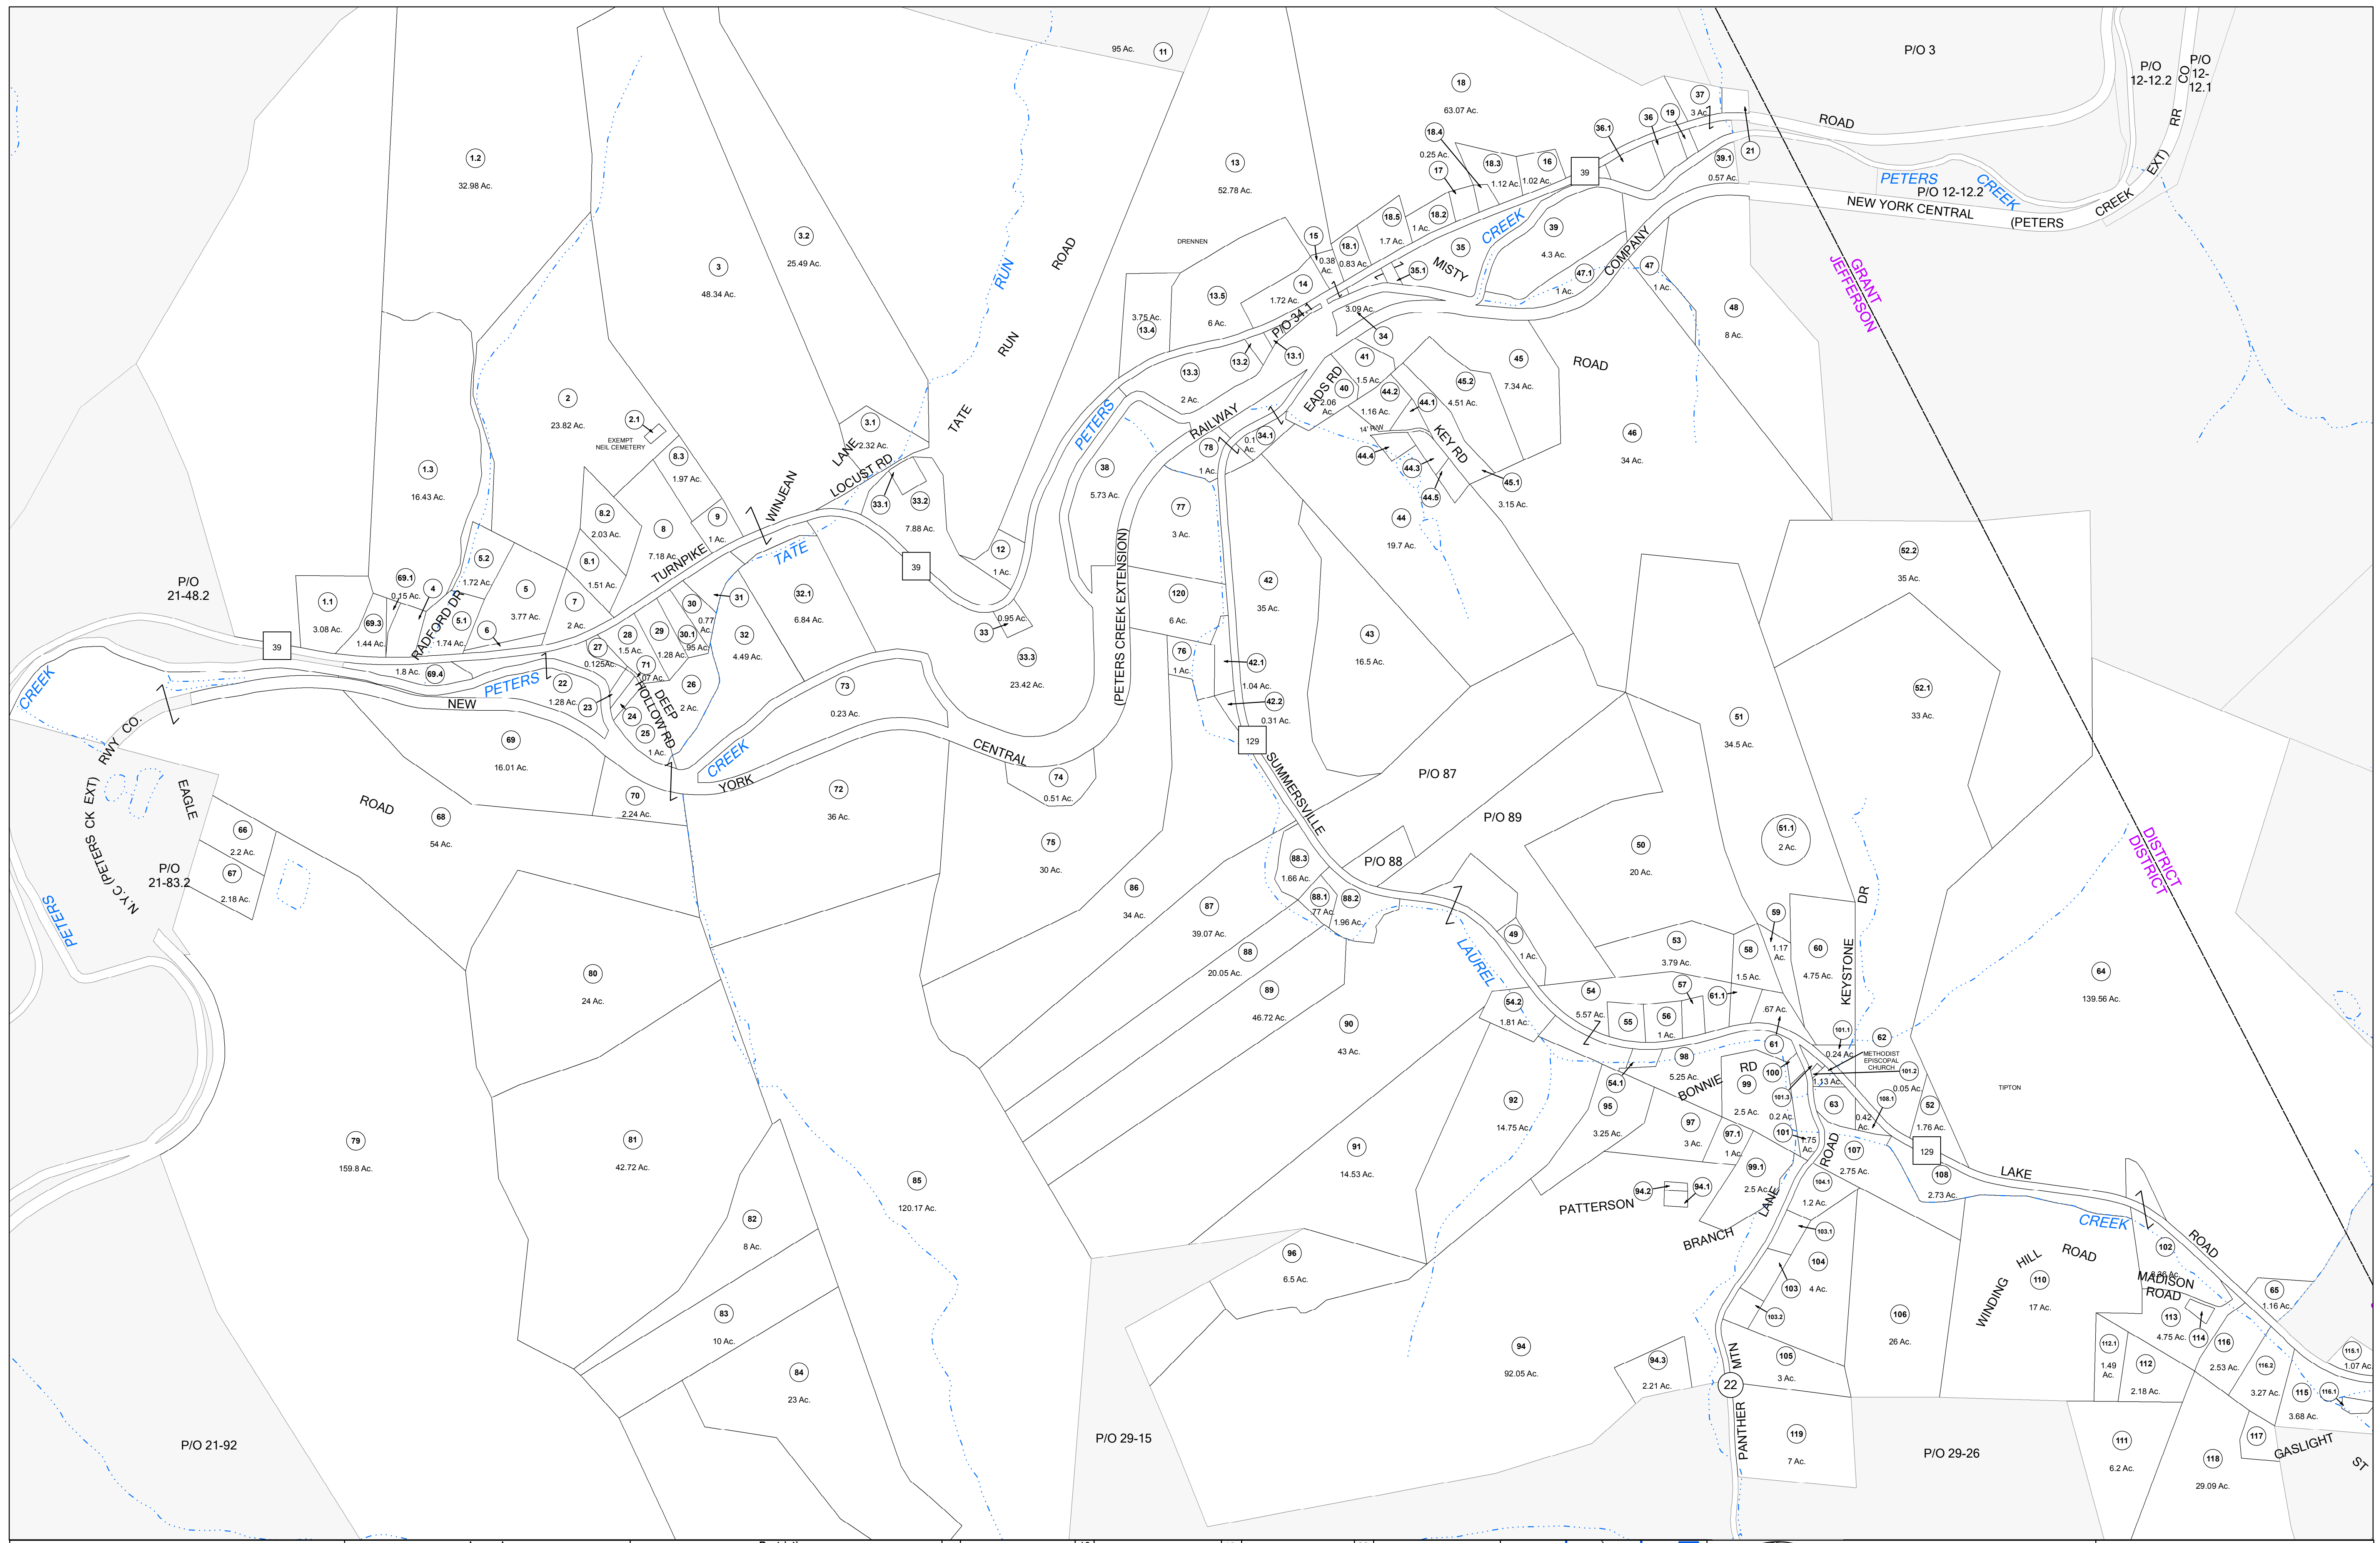 95 Ac.
11
P/O 3
P/O
12-12.2
P/O
12-
12.1
RR CO
18
63.07 Ac.
37
3 Ac.
ROAD
18.4
0.25 Ac.
36.1
36
19
21
39.1
0.57 Ac.
17
18.3
1.12 Ac.
16
1.02 Ac.
39
PETERS
CREEK
P/O 12-12.2
NEW YORK CENTRAL
(PETERS
CREEK
EXT)
1.2
32.98 Ac.
13
52.78 Ac.
3.2
25.49 Ac.
3
48.34 Ac.
RUN
ROAD
RUN
TATE
DRENNEN
15
0.38
Ac.
18.1
0.83 Ac.
18.5
1.7 Ac.
18.2
1 Ac.
35
35.1
MISTY
CREEK
39
4.3 Ac.
47.1
1 Ac.
COMPANY
47
1 Ac.
48
8 Ac.
GRANT
JEFFERSON
14
1.72 Ac.
13.5
6 Ac.
13.4
3.75 Ac.
P/O 34.1
3.09 Ac.
34
13.1
13.2
13.3
2 Ac.
41
1.5 Ac.
40
2.06
Ac.
EADS RD
44.2
1.16 Ac.
44.1
45.2
4.51 Ac.
45
7.34 Ac.
ROAD
46
34 Ac.
14' R/W
44.4
44.3
44.5
KEY RD
45.1
3.15 Ac.
44
19.7 Ac.
34.1
0.1
Ac.
78
1 Ac.
RAILWAY
PETERS
38
5.73 Ac.
77
3 Ac.
2
23.82 Ac.
2.1
EXEMPT
NEIL CEMETERY
3.1
2.32 Ac.
LANE
LOCUST RD
WINJEAN
33.1
33.2
7.88 Ac.
8.3
1.97 Ac.
8.2
2.03 Ac.
8
7.18 Ac.
9
1 Ac.
8.1
1.51 Ac.
TURNPIKE
TATE
39
12
1 Ac.
1.3
16.43 Ac.
P/O
21-48.2
1.1
3.08 Ac.
69.1
0.15 Ac.
69.3
1.44 Ac.
4
5.2
1.72 Ac.
5.1
1.74 Ac.
RADFORD DR
5
3.77 Ac.
6
7
2 Ac.
39
1.8 Ac.
69.4
27
0.125Ac.
28
1.5 Ac.
29
1.28 Ac.
30
0.77
Ac.
30.1
.95 Ac.
31
32
4.49 Ac.
32.1
6.84 Ac.
33
0.95 Ac.
33.3
23.42 Ac.
(PETERS CREEK EXTENSION)
120
6 Ac.
76
1 Ac.
42
35 Ac.
42.1
1.04 Ac.
42.2
0.31 Ac.
129
43
16.5 Ac.
52.2
35 Ac.
52.1
33 Ac.
CREEK
RWY CO.
PETERS
NEW
22
1.28 Ac.
23
24
25
1 Ac.
71
.07 Ac.
DEEP
HOLLOW RD
26
2 Ac.
73
0.23 Ac.
CREEK
YORK
CENTRAL
69
16.01 Ac.
70
2.24 Ac.
72
36 Ac.
74
0.51 Ac.
75
30 Ac.
SUMMERSVILLE
P/O 87
P/O 89
P/O 88
51
34.5 Ac.
51.1
2 Ac.
50
20 Ac.
DISTRICT
DISTRICT
N.Y.C (PETERS CK EXT)
EAGLE
ROAD
P/O
21-83.2
66
2.2 Ac.
67
2.18 Ac.
68
54 Ac.
PETERS
80
24 Ac.
86
34 Ac.
87
39.07 Ac.
88
20.05 Ac.
88.3
1.66 Ac.
88.1
.77 Ac.
88.2
1.96 Ac.
89
46.72 Ac.
90
43 Ac.
LAUREL
49
1 Ac.
53
3.79 Ac.
58
1.5 Ac.
59
1.17
Ac.
60
4.75 Ac.
KEYSTONE
DR
64
139.56 Ac.
54.2
1.81 Ac.
54
5.57 Ac.
55
56
1 Ac.
57
61.1
.67 Ac.
61
62
101.1
0.24 Ac.
METHODIST
EPISCOPAL
CHURCH
101.2
0.05 Ac.
1.13 Ac.
TIPTON
54.1
98
5.25 Ac.
BONNIE
RD
99
2.5 Ac.
100
101.3
0.2 Ac.
101
1.75
Ac.
63
108.1
0.42
Ac.
52
1.76 Ac.
129
79
159.8 Ac.
81
42.72 Ac.
85
120.17 Ac.
91
14.53 Ac.
92
14.75 Ac.
95
3.25 Ac.
97
3 Ac.
97.1
1 Ac.
99.1
2.5 Ac.
ROAD
107
2.75 Ac.
104.1
1.2 Ac.
108
2.73 Ac.
LAKE
CREEK
ROAD
94.2
94.1
PATTERSON
BRANCH
LANE
103.1
104
4 Ac.
103
103.2
82
8 Ac.
83
10 Ac.
84
23 Ac.
96
6.5 Ac.
94
92.05 Ac.
94.3
2.21 Ac.
105
3 Ac.
106
26 Ac.
WINDING
HILL
ROAD
110
17 Ac.
102
MADISON
ROAD
113
4.75 Ac.
114
65
1.16 Ac.
116
2.53 Ac.
112.1
1.49
Ac.
112
2.18 Ac.
116.2
3.27 Ac.
115
3.68 Ac.
115.1
1.07 Ac.
116.1
MTN
22
PANTHER
119
7 Ac.
P/O 21-92
P/O 29-15
P/O 29-26
111
6.2 Ac.
118
29.09 Ac.
117
GASLIGHT
ST